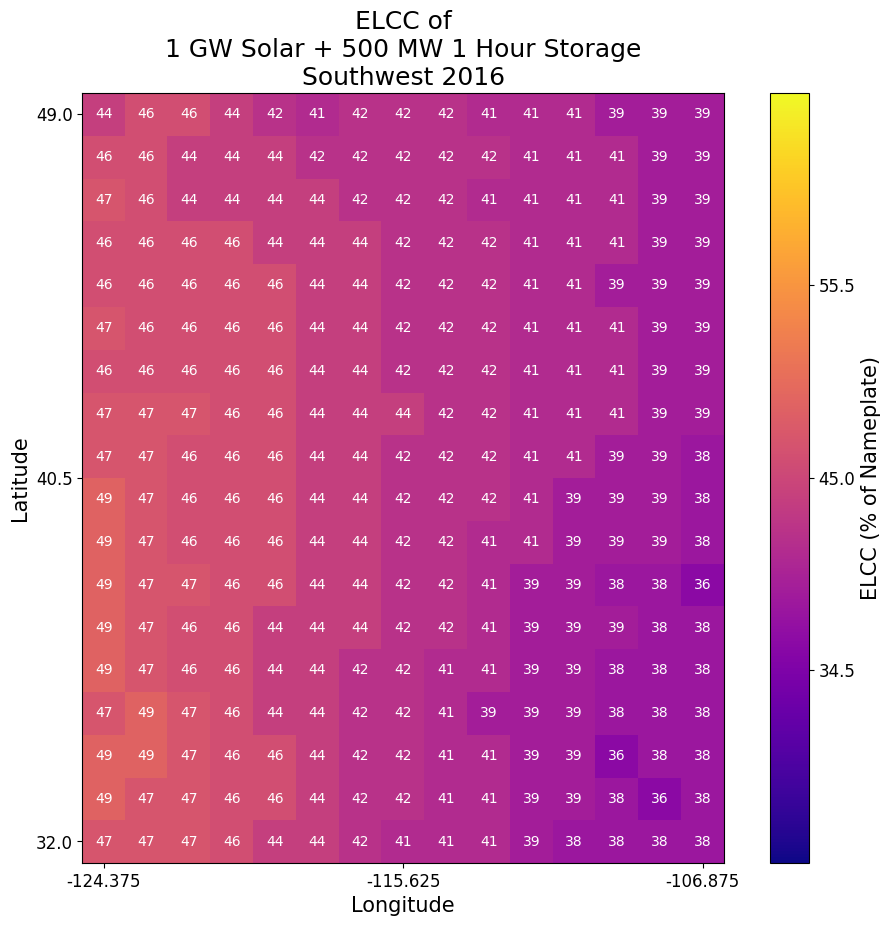 ELCC of
1 GW Solar + 500 MW 1 Hour Storage
Southwest 2016
49.0 44 46 46 44 42 41 42 42 42 41 41 41 39 39 39
46 46 44 44 44 42 42 42 42 42 41 41 41 39 39
47 46 44 44 44 44 42 42 42 41 41 41 41 39 39
46 46 46 46 44 44 44 42 42 42 41 41 41 39 39
46 46 46 46 46 44 44 42 42 42 41 41 39 39 39
55.5
47 46 46 46 46 44 44 42 42 42 41 41 41 39 39
46 46 46 46 46 44 44 42 42 42 41 41 41 39 39
47 47 47 46 46 44 44 44 42 42 41 41 41 39 39
47 47 46 46 46 44 44 42 42 42 41 41 39 39 38
40.5
45.0
49 47 46 46 46 44 44 42 42 42 41 39 39 39 38
49 47 46 46 46 44 44 42 42 41 41 39 39 39 38
49 47 47 46 46 44 44 42 42 41 39 39 38 38 36
49 47 46 46 44 44 44 42 42 41 39 39 39 38 38
49 47 46 46 44 44 42 42 41 41 39 39 38 38 38
34.5
47 49 47 46 44 44 42 42 41 39 39 39 38 38 38
49 49 47 46 46 44 42 42 41 41 39 39 36 38 38
49 47 47 46 46 44 42 42 41 41 39 39 38 36 38
32.0 47 47 47 46 44 44 42 41 41 41 39 38 38 38 38
-124.375 -115.625 -106.875
Longitude
Latitude
ELCC (% of Nameplate)